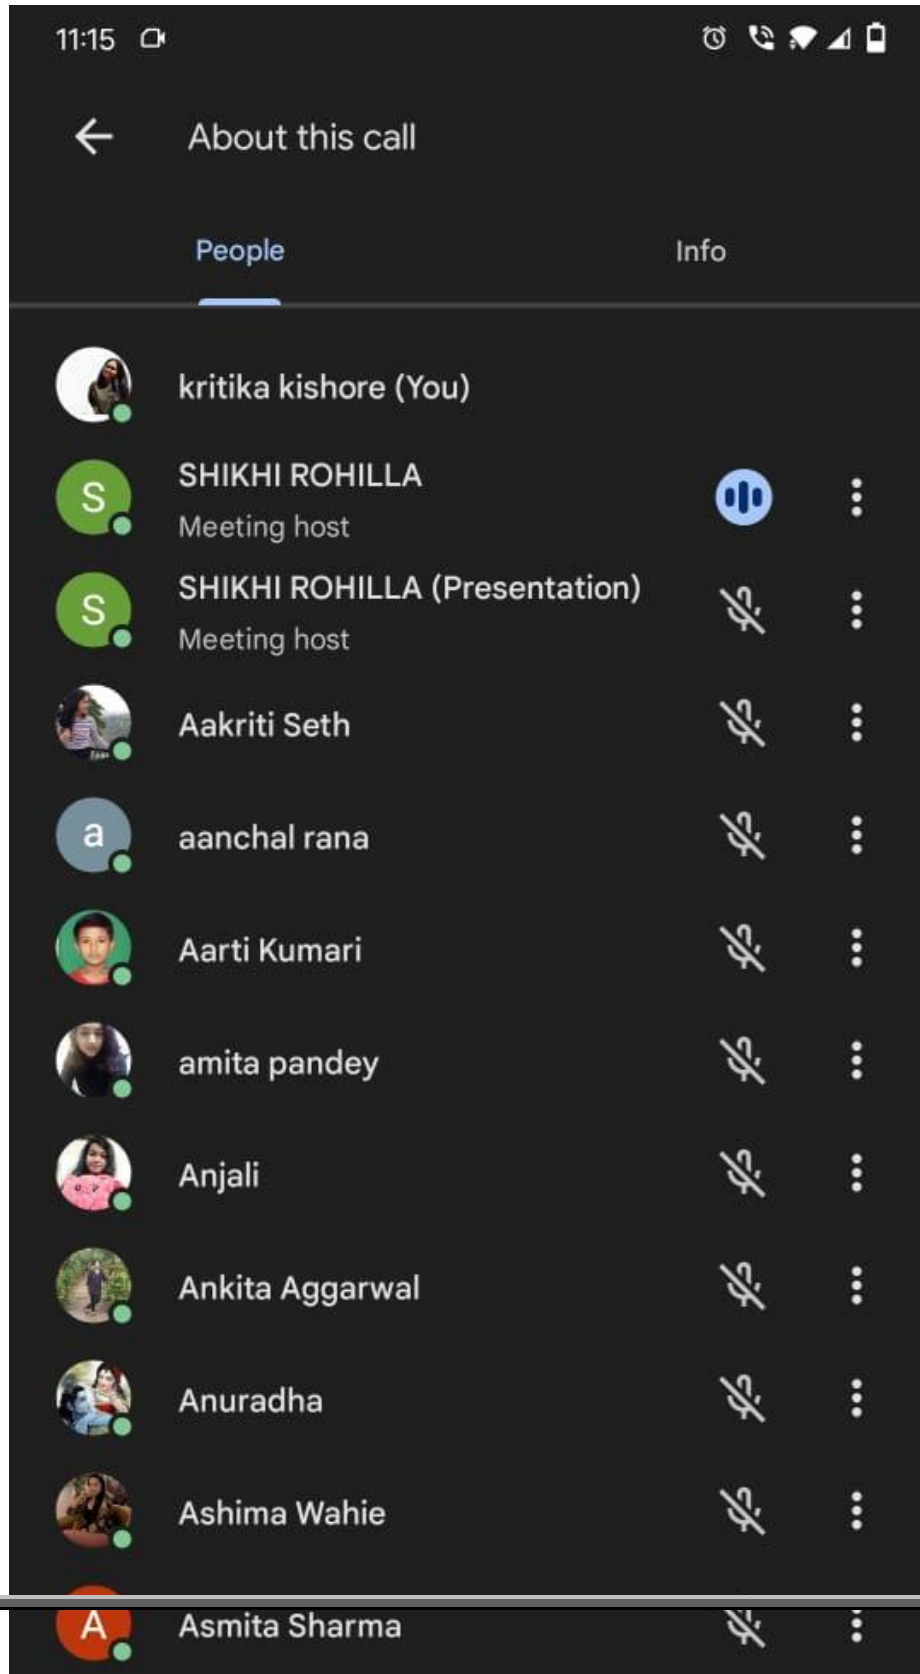 11:15
About this call
People
Info
kritika kishore (You)
S
SHIKHI ROHILLA
Meeting host
S
SHIKHI ROHILLA (Presentation)
Meeting host
Aakriti Seth
a
aanchal rana
Aarti Kumari
amita pandey
Anjali
Ankita Aggarwal
Anuradha
Ashima Wahie
A
Asmita Sharma